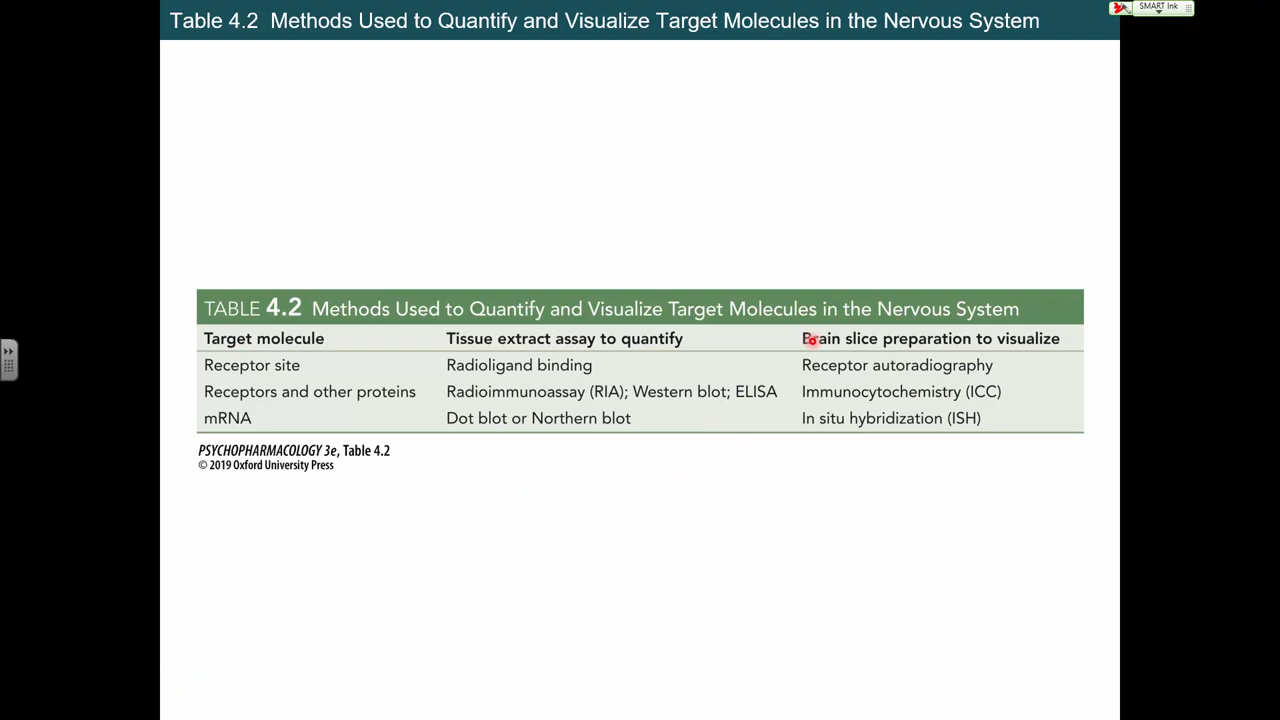 Table 4.2 Methods Used to Quantify and Visualize Target Molecules in the Nervous System
SMART Ink
TABLE 4.2 Methods Used to Quantify and Visualize Target Molecules in the Nervous System
Target molecule Tissue extract assay to quantify Brain slice preparation to visualize
Receptor site Radioligand binding Receptor autoradiography
Receptors and other proteins Radioimmunoassay (RIA); Western blot; ELISA Immunocytochemistry (ICC)
mRNA Dot blot or Northern blot In situ hybridization (ISH)
PSYCHOPHARMACOLOGY 3e, Table 4.2
© 2019 Oxford University Press